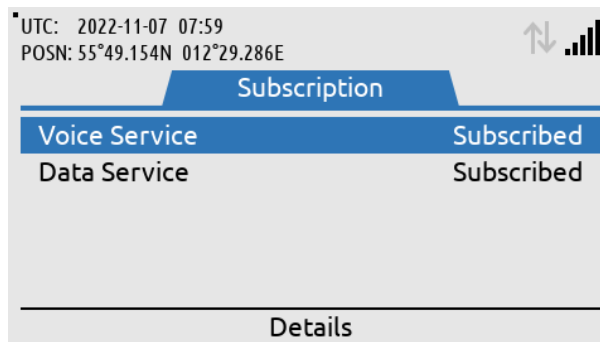 UTC: 2022-11-07 07:59
POSN: 55°49.154N 012°29.286E
Subscription
Voice Service Subscribed
Data Service Subscribed
Details